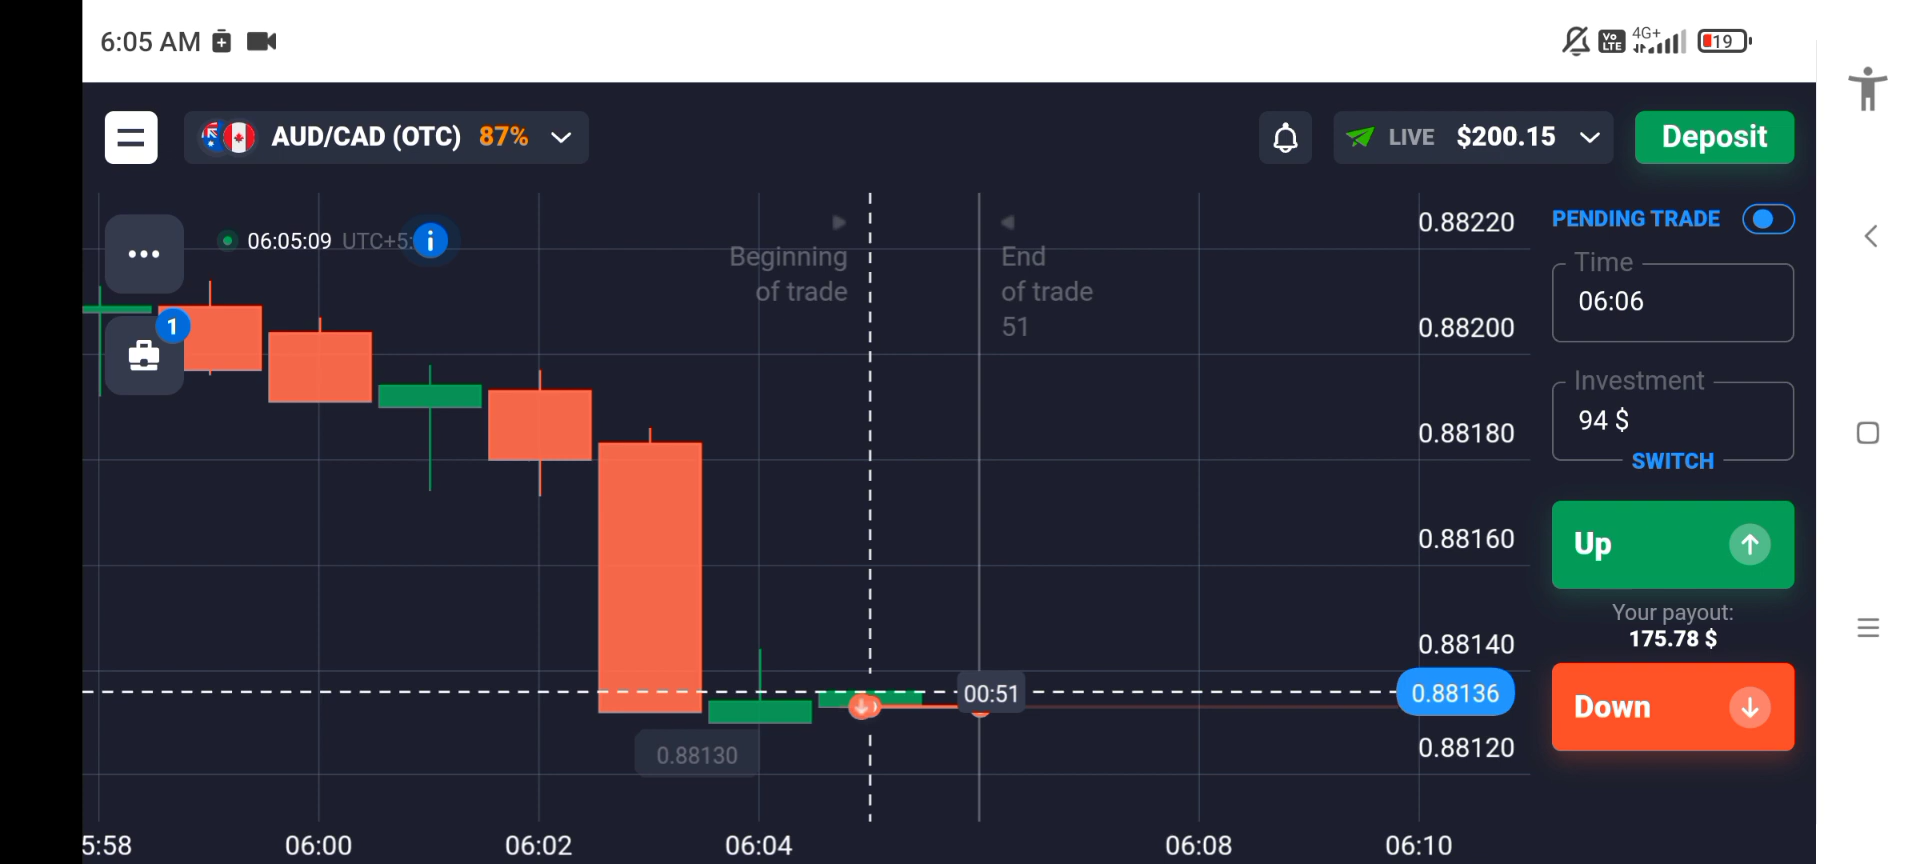 6:05 AM
Vo LTE 4G+ 19
AUD/CAD (OTC) 87%
LIVE $200.15
Deposit
06:05:09 UTC+5:
i
1
Beginning
of trade
End
of trade
51
0.88220
0.88200
0.88180
0.88160
0.88140
0.88136
0.88120
00:51
0.88130
5:58 06:00 06:02 06:04 06:08 06:10
PENDING TRADE
Time
06:06
Investment
94 $
SWITCH
Up
Your payout:
175.78 $
Down